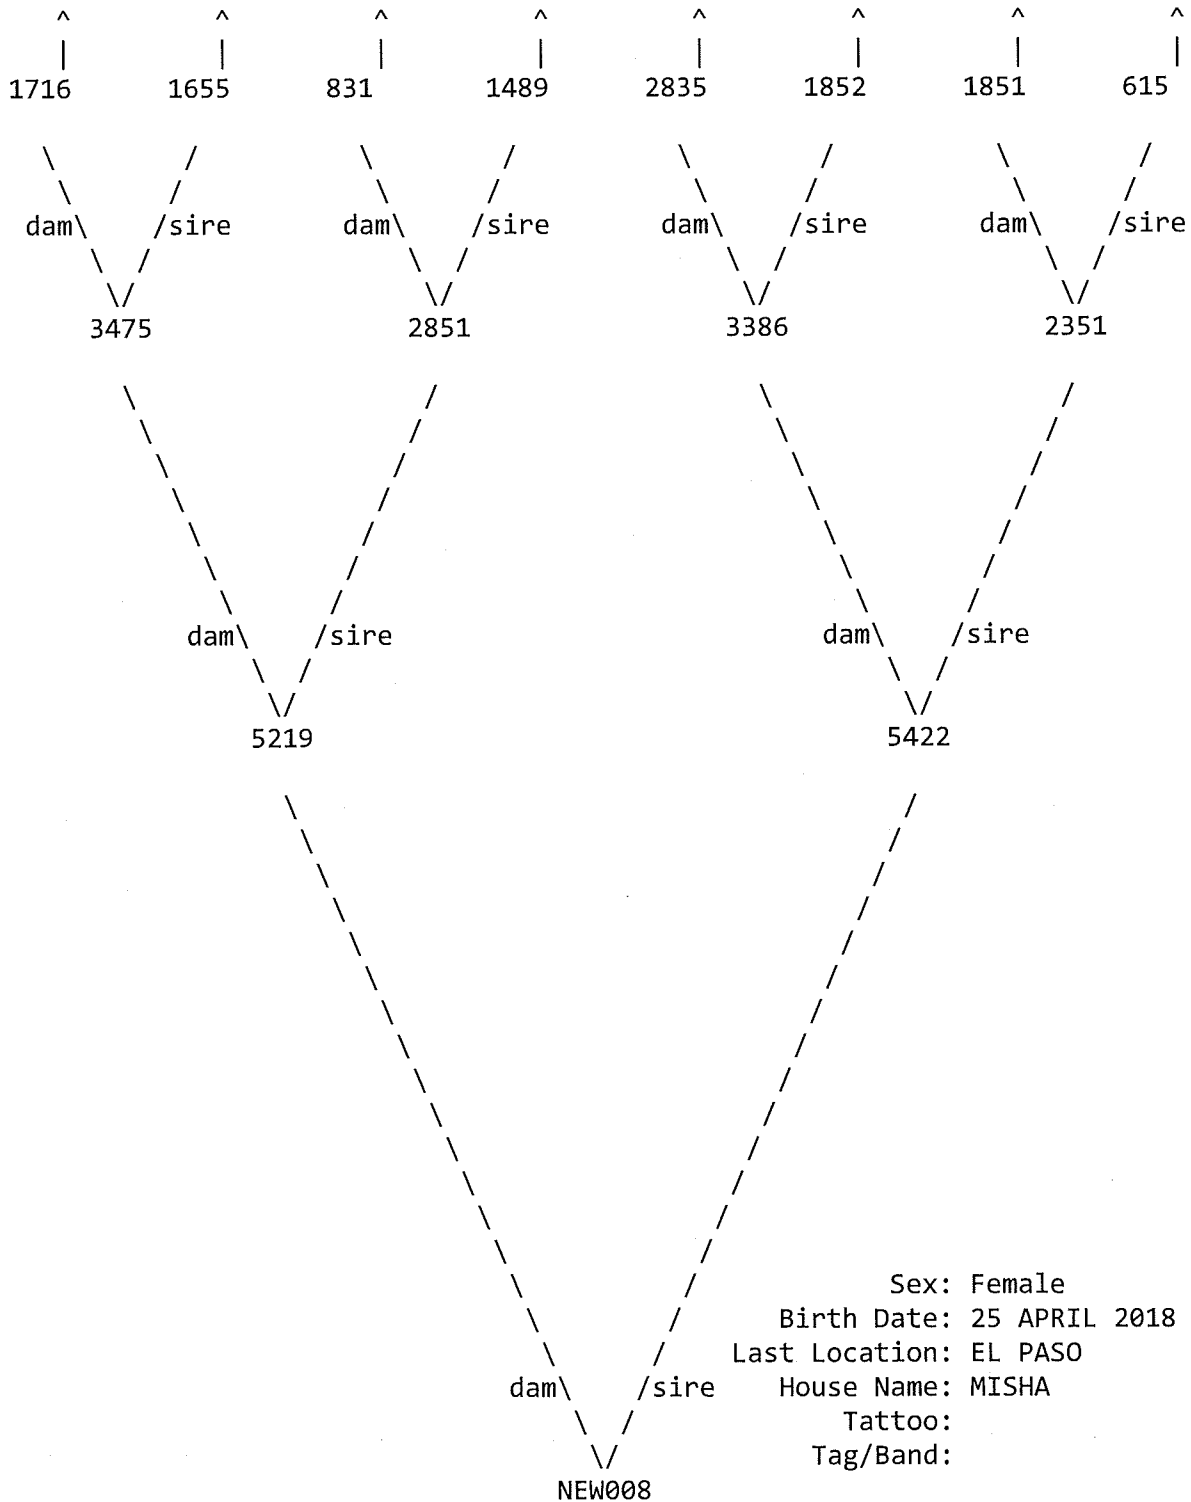 ^ ^ ^ ^ ^ ^ ^ ^
| | | | | | | |
1716 1655 831 1489 2835 1852 1851 615
dam\ /sire dam\ /sire dam\ /sire dam\ /sire
3475 2851 3386 2351
dam\ /sire dam\ /sire
5219 5422
Sex: Female
Birth Date: 25 APRIL 2018
Last Location: EL PASO
dam\ /sire House Name: MISHA
Tattoo:
Tag/Band:
NEW008